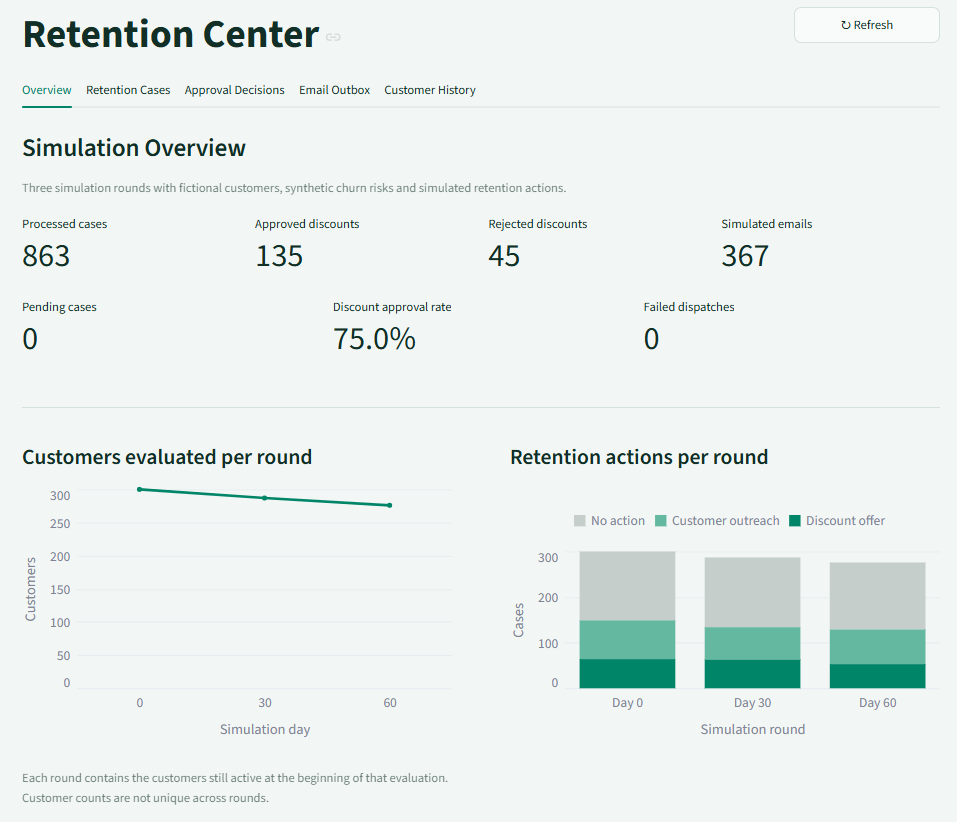 Retention Center
↻ Refresh
Overview Retention Cases Approval Decisions Email Outbox Customer History
Simulation Overview
Three simulation rounds with fictional customers, synthetic churn risks and simulated retention actions.
Processed cases Approved discounts Rejected discounts Simulated emails
863 135 45 367
Pending cases Discount approval rate Failed dispatches
0 75.0% 0
Customers evaluated per round
300
250
200
150
100
50
0
Customers
0 30 60
Simulation day
Retention actions per round
No action Customer outreach Discount offer
300
200
100
0
Cases
Day 0 Day 30 Day 60
Simulation round
Each round contains the customers still active at the beginning of that evaluation.
Customer counts are not unique across rounds.